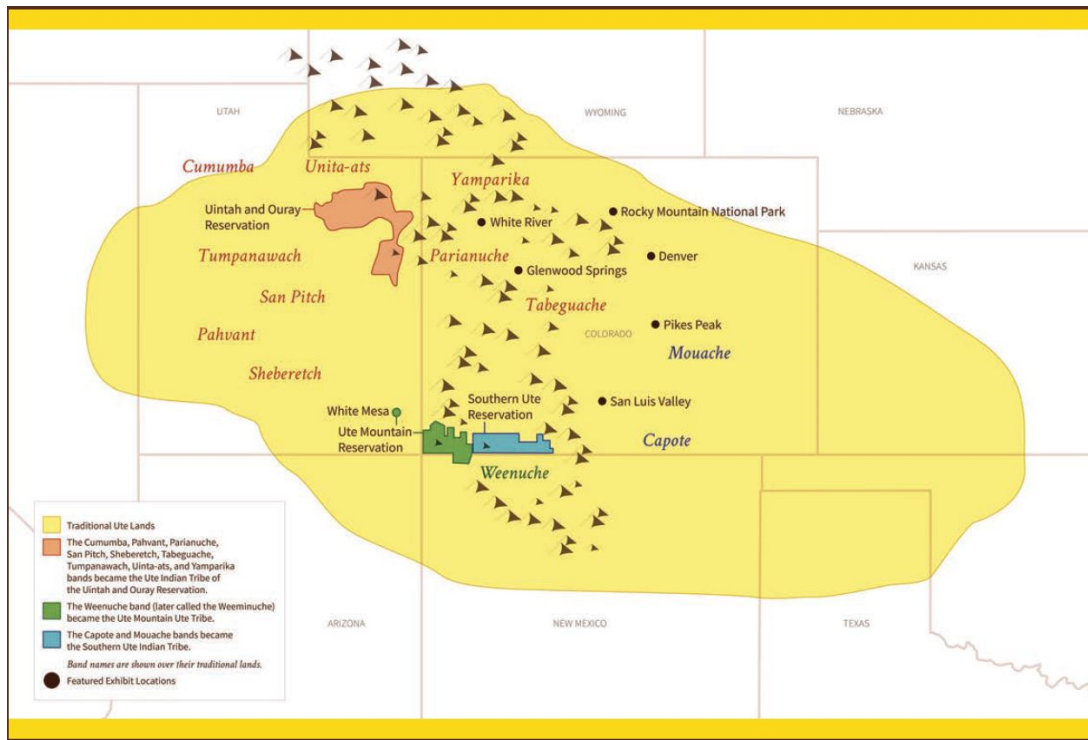 UTAH
WYOMING
NEBRASKA
Cumumba
Unita-ats
Yamparika
Uintah and Ouray
Reservation
White River
Rocky Mountain National Park
Tumpanawach
Parianuche
Denver
KANSAS
Glenwood Springs
San Pitch
Tabeguache
Pahvant
COLORADO
Pikes Peak
Mouache
Sheberetch
White Mesa
Southern Ute
Reservation
San Luis Valley
Ute Mountain
Reservation
Capote
Weenuche
Traditional Ute Lands
The Cumumba, Pahvant, Parianuche,
San Pitch, Sheberetch, Tabeguache,
Tumpanawach, Uinta-ats, and Yamparika
bands became the Ute Indian Tribe of
the Uintah and Ouray Reservation.
The Weenuche band (later called the Weeminuche)
became the Ute Mountain Ute Tribe.
The Capote and Mouache bands became
the Southern Ute Indian Tribe.
Band names are shown over their traditional lands.
Featured Exhibit Locations
ARIZONA
NEW MEXICO
TEXAS